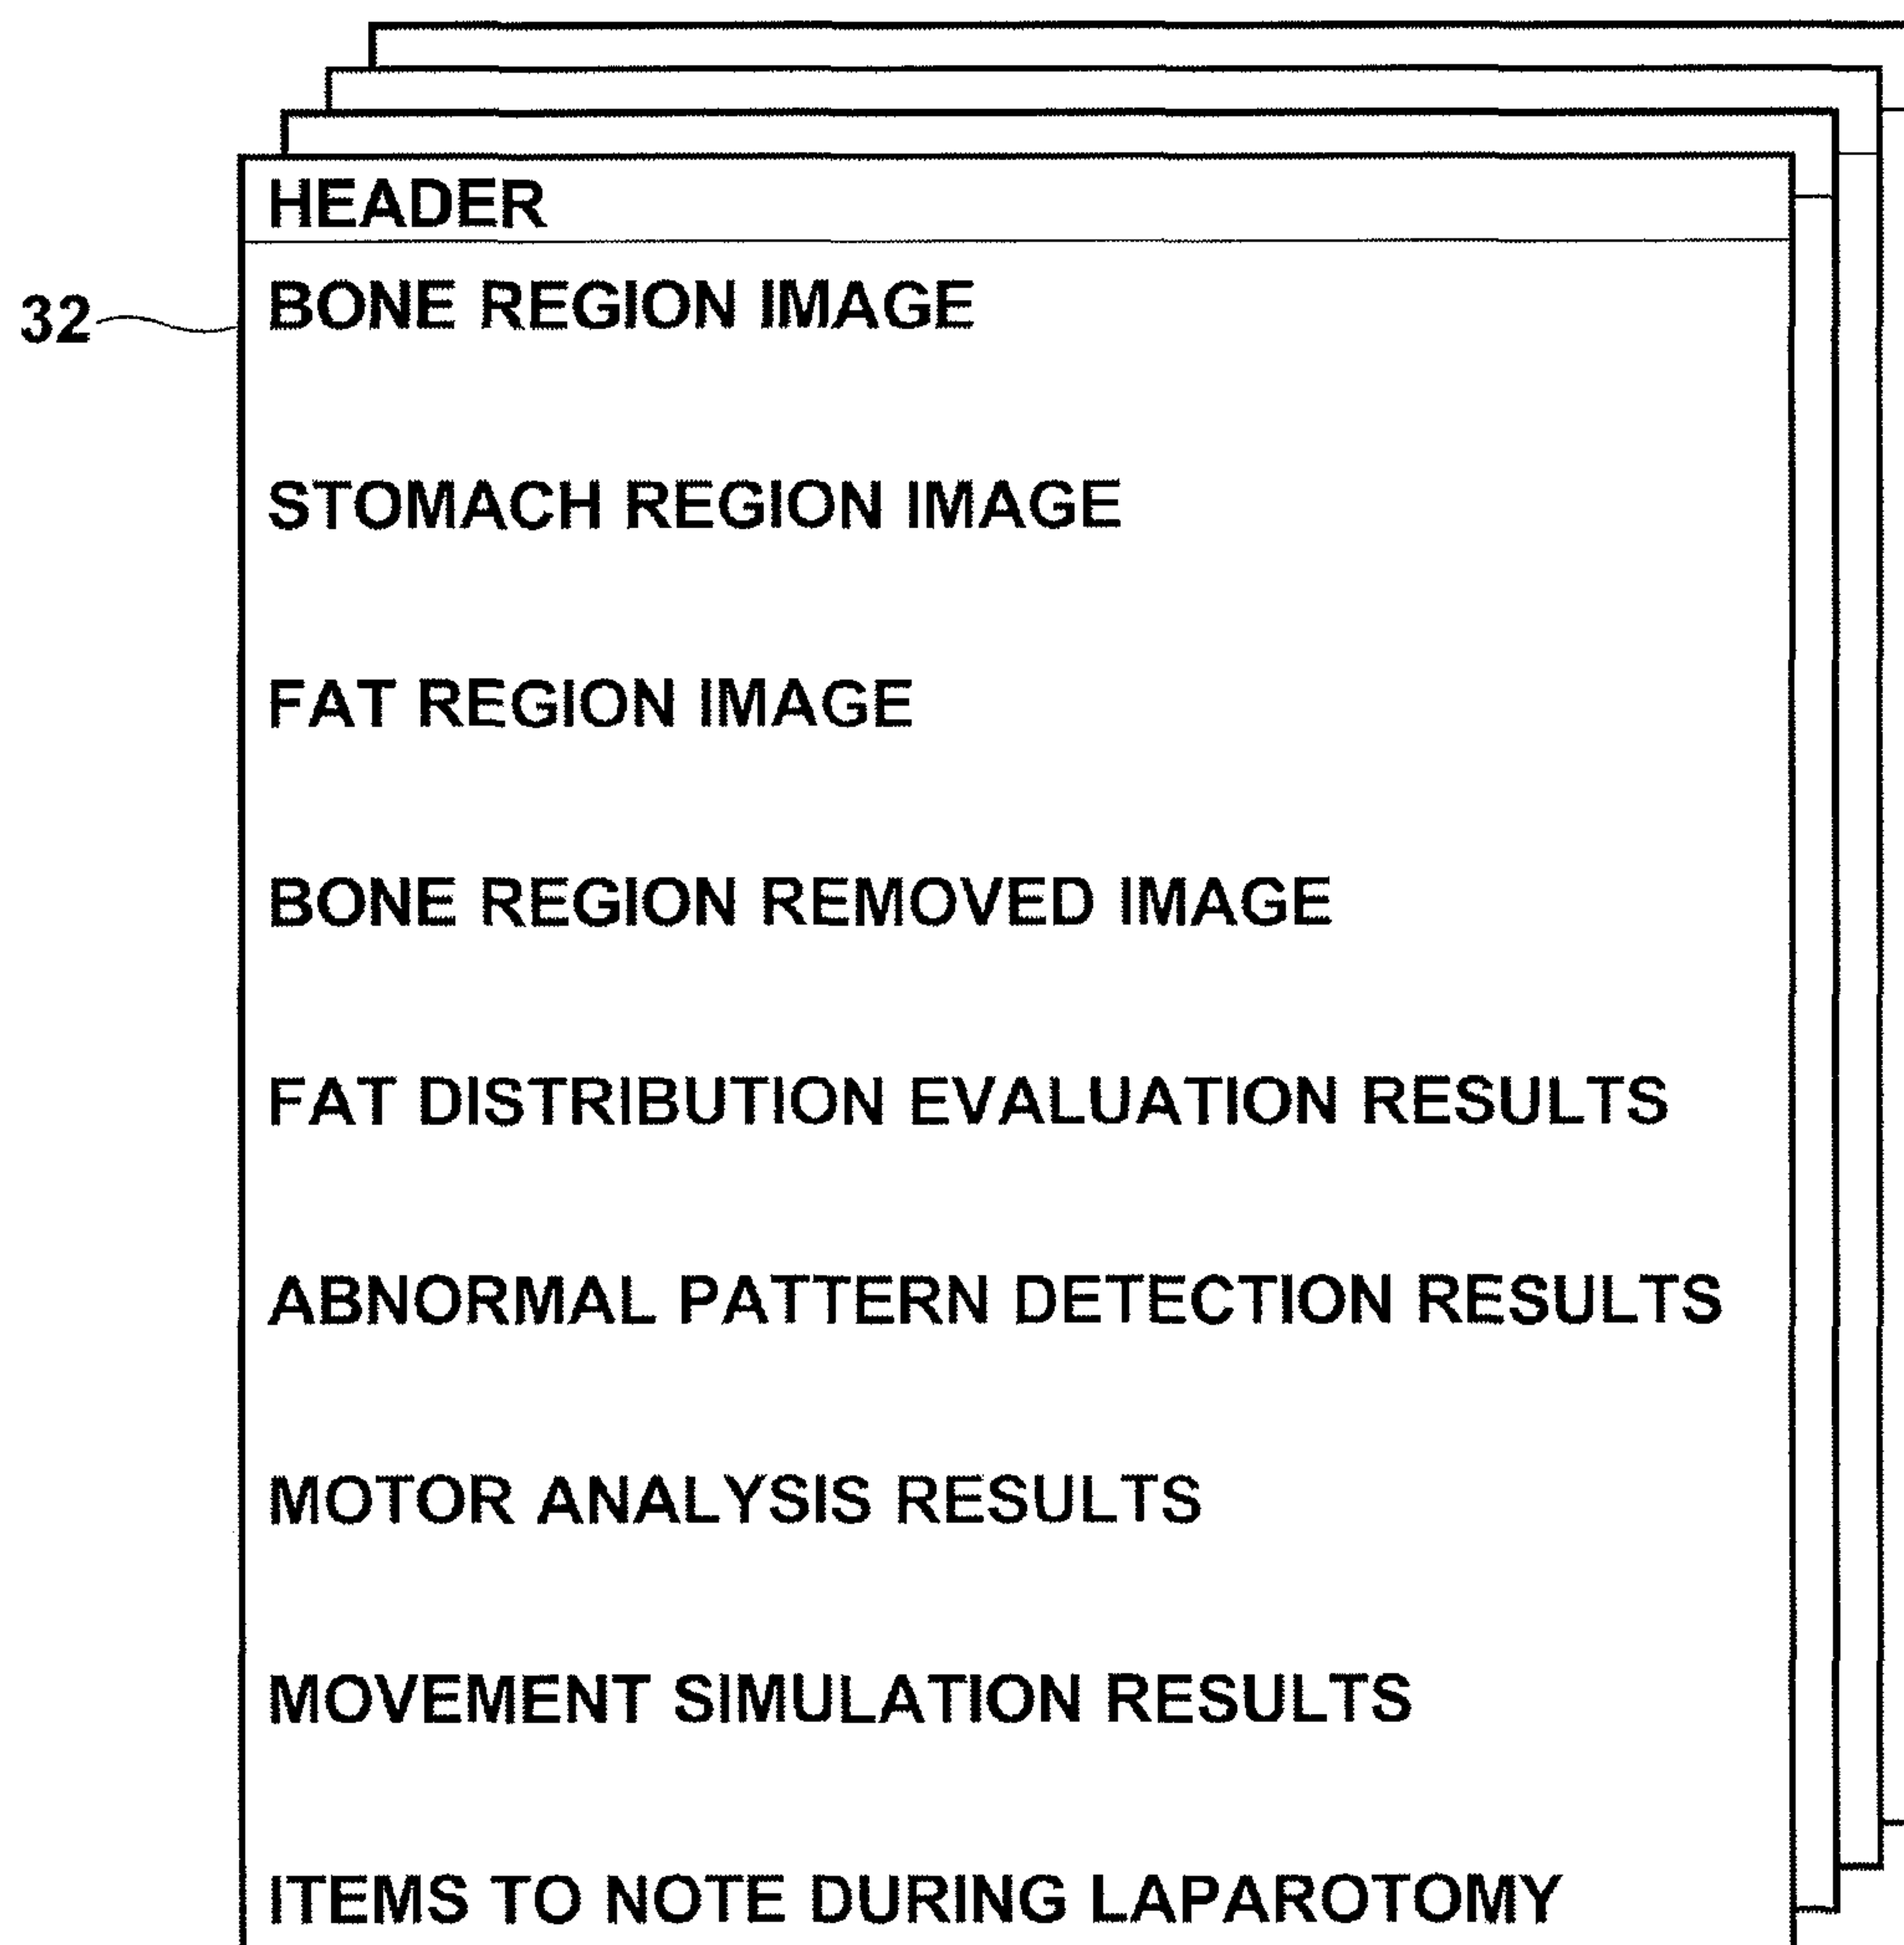 HEADER
32
BONE REGION IMAGE
STOMACH REGION IMAGE
FAT REGION IMAGE
BONE REGION REMOVED IMAGE
FAT DISTRIBUTION EVALUATION RESULTS
ABNORMAL PATTERN DETECTION RESULTS
MOTOR ANALYSIS RESULTS
MOVEMENT SIMULATION RESULTS
ITEMS TO NOTE DURING LAPAROTOMY